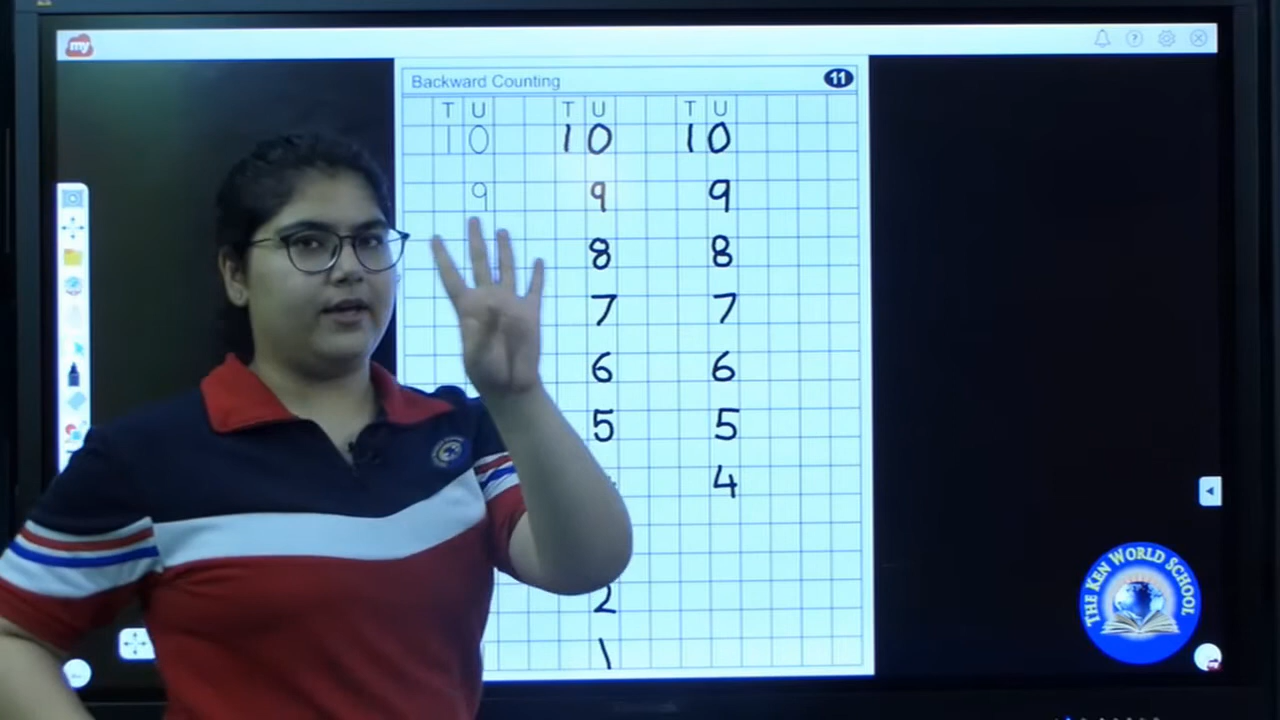 my
Backward Counting 11
T U T U T U
10 10 10
9 9 9
8 8
7 7
6 6
5 5
4
2
1
THE KEN WORLD SCHOOL